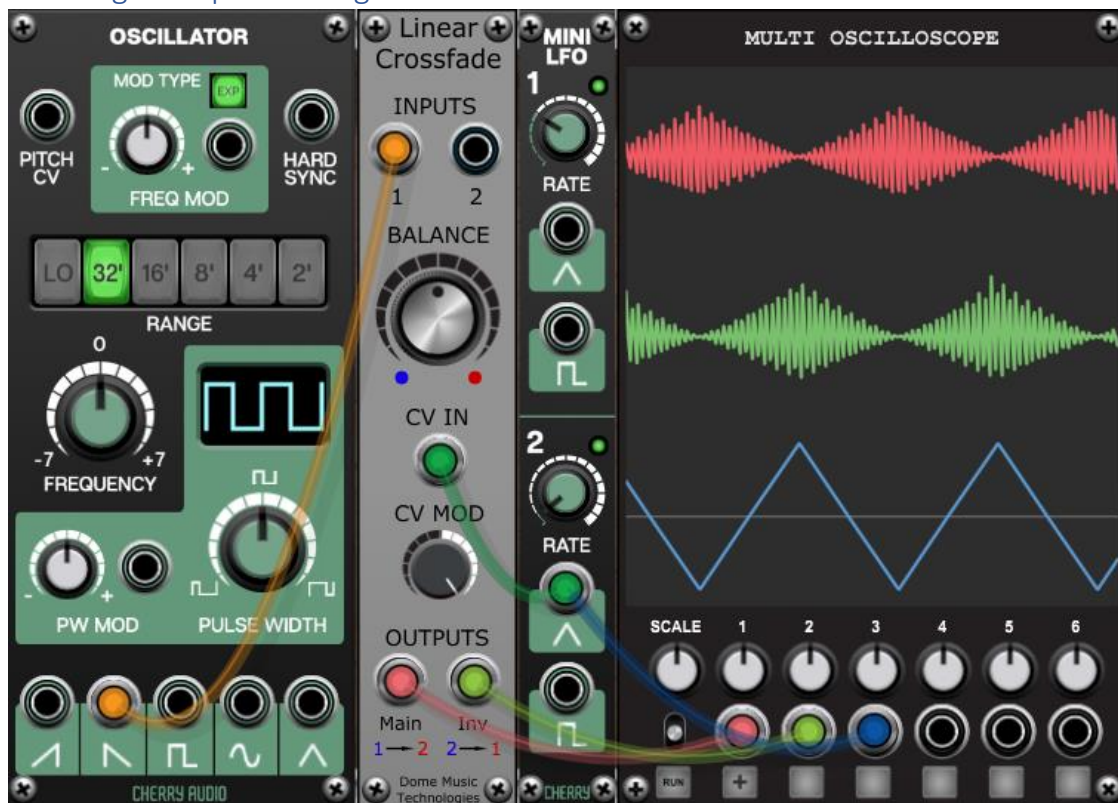 OSCILLATOR
MOD TYPE
EXP
PITCH
CV
HARD
SYNC
- +
FREQ MOD
LO 32' 16' 8' 4' 2'
RANGE
0
-7 +7
FREQUENCY
- +
PW MOD
PULSE WIDTH
CHERRY AUDIO
Linear
Crossfade
INPUTS
1 2
BALANCE
CV IN
CV MOD
OUTPUTS
Main Inv
1→2 2→1
Dome Music
Technologies
MINI
LFO
1
RATE
2
RATE
CHERRY
MULTI OSCILLOSCOPE
SCALE 1 2 3 4 5 6
RUN +